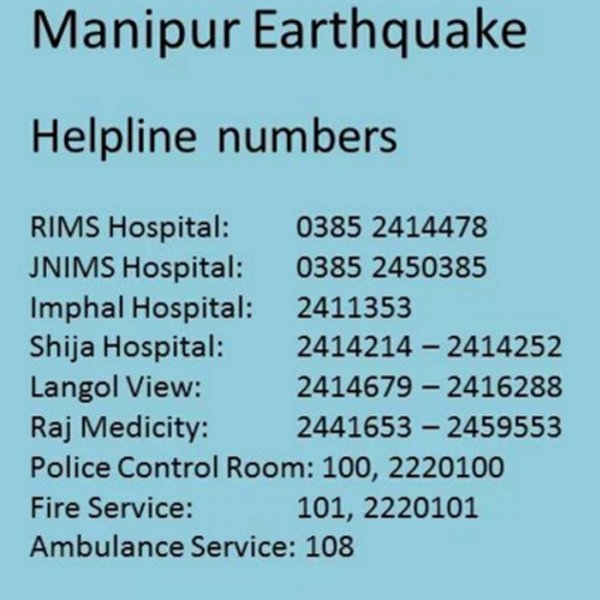 Manipur Earthquake
Helpline numbers
RIMS Hospital: 0385 2414478
JNIMS Hospital: 0385 2450385
Imphal Hospital: 2411353
Shija Hospital: 2414214 – 2414252
Langol View: 2414679 – 2416288
Raj Medicity: 2441653 – 2459553
Police Control Room: 100, 2220100
Fire Service: 101, 2220101
Ambulance Service: 108